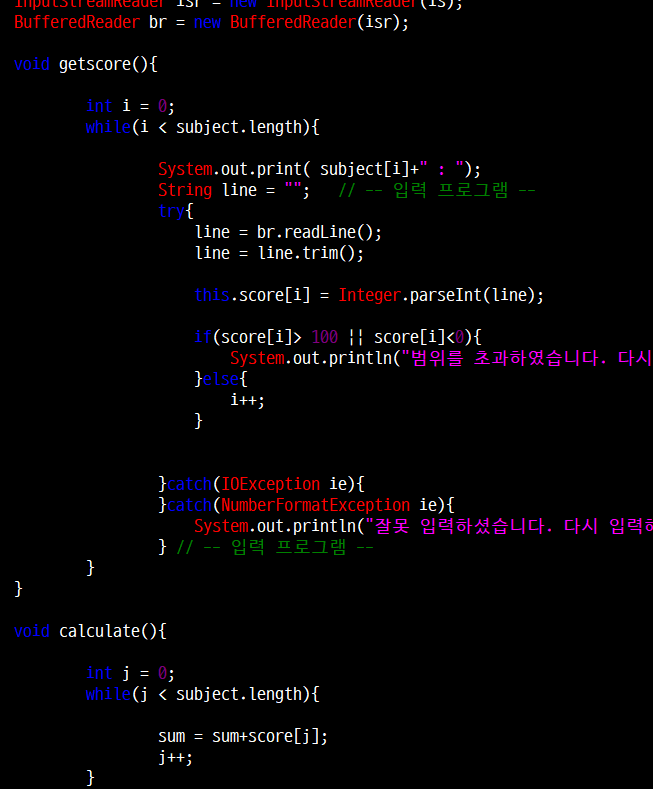 InputStreamReader isr = new InputStreamReader(is);
BufferedReader br = new BufferedReader(isr);
void getscore(){
int i = 0;
while(i < subject.length){
System.out.print( subject[i]+" : ");
String line = "";   // -- 입력 프로그램 --
try{
line = br.readLine();
line = line.trim();
this.score[i] = Integer.parseInt(line);
if(score[i]> 100 || score[i]<0){
System.out.println("범위를 초과하였습니다. 다시
}else{
i++;
}
}catch(IOException ie){
}catch(NumberFormatException ie){
System.out.println("잘못 입력하셨습니다. 다시 입력하
} // -- 입력 프로그램 --
}
}
void calculate(){
int j = 0;
while(j < subject.length){
sum = sum+score[j];
j++;
}